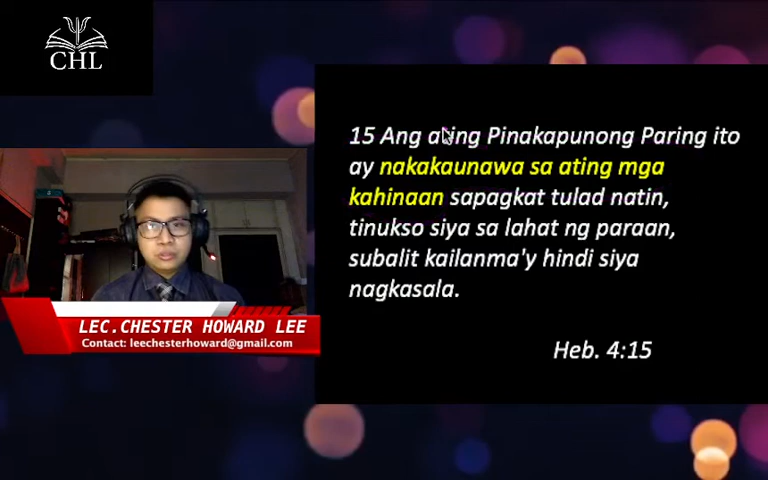 CHL
15 Ang ating Pinakapunong Paring ito
ay nakakaunawa sa ating mga
kahinaan sapagkat tulad natin,
tinukso siya sa lahat ng paraan,
subalit kailanma'y hindi siya
nagkasala.
Heb. 4:15
LEC.CHESTER HOWARD LEE
Contact: leechesterhoward@gmail.com